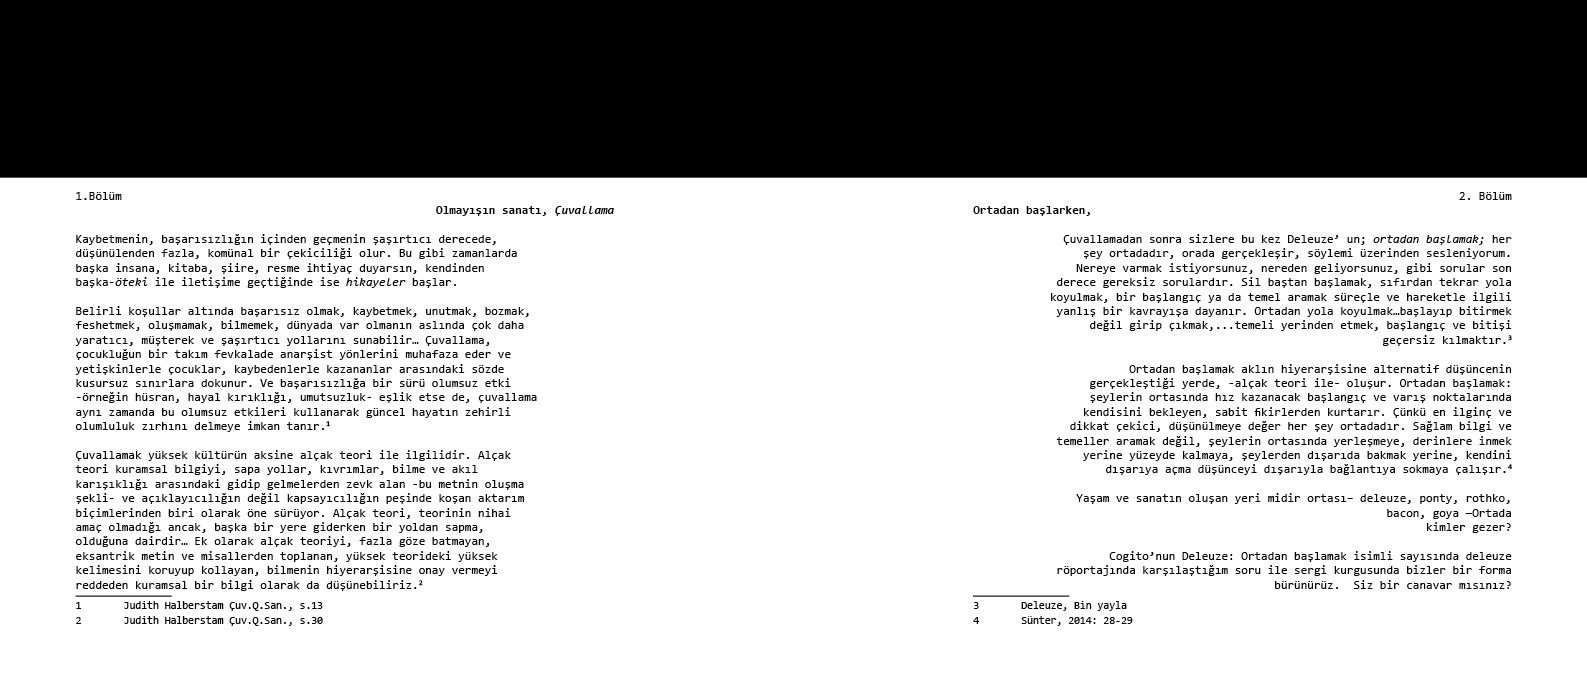 1.Bölüm
Olmayışın sanatı, Çuvallama
Kaybetmenin, başarısızlığın içinden geçmenin şaşırtıcı derecede,
düşünülenden fazla, komünal bir çekiciliği olur. Bu gibi zamanlarda
başka insana, kitaba, şiire, resme ihtiyaç duyarsın, kendinden
başka-öteki ile iletişime geçtiğinde ise hikayeler başlar.
Belirli koşullar altında başarısız olmak, kaybetmek, unutmak, bozmak,
feshetmek, oluşmamak, bilmemek, dünyada var olmanın aslında çok daha
yaratıcı, müşterek ve şaşırtıcı yollarını sunabilir… Çuvallama,
çocukluğun bir takım fevkalade anarşist yönlerini muhafaza eder ve
yetişkinlerle çocuklar, kaybedenlerle kazananlar arasındaki sözde
kusursuz sınırlara dokunur. Ve başarısızlığa bir sürü olumsuz etki
-örneğin hüsran, hayal kırıklığı, umutsuzluk- eşlik etse de, çuvallama
aynı zamanda bu olumsuz etkileri kullanarak güncel hayatın zehirli
olumluluk zırhını delmeye imkan tanır.¹
Çuvallamak yüksek kültürün aksine alçak teori ile ilgilidir. Alçak
teori kuramsal bilgiyi, sapa yollar, kıvrımlar, bilme ve akıl
karışıklığı arasındaki gidip gelmelerden zevk alan -bu metnin oluşma
şekli- ve açıklayıcılığın değil kapsayıcılığın peşinde koşan aktarım
biçimlerinden biri olarak öne sürüyor. Alçak teori, teorinin nihai
amaç olmadığı ancak, başka bir yere giderken bir yoldan sapma,
olduğuna dairdir… Ek olarak alçak teoriyi, fazla göze batmayan,
eksantrik metin ve misallerden toplanan, yüksek teorideki yüksek
kelimesini koruyup kollayan, bilmenin hiyerarşisine onay vermeyi
reddeden kuramsal bir bilgi olarak da düşünebiliriz.²
1 Judith Halberstam Çuv.Q.San., s.13
2 Judith Halberstam Çuv.Q.San., s.30
2. Bölüm
Ortadan başlarken,
Çuvallamadan sonra sizlere bu kez Deleuze’ un; ortadan başlamak; her
şey ortadadır, orada gerçekleşir, söylemi üzerinden sesleniyorum.
Nereye varmak istiyorsunuz, nereden geliyorsunuz, gibi sorular son
derece gereksiz sorulardır. Sil baştan başlamak, sıfırdan tekrar yola
koyulmak, bir başlangıç ya da temel aramak süreçle ve hareketle ilgili
yanlış bir kavrayışa dayanır. Ortadan yola koyulmak…başlayıp bitirmek
değil girip çıkmak,...temeli yerinden etmek, başlangıç ve bitişi
geçersiz kılmaktır.³
Ortadan başlamak aklın hiyerarşisine alternatif düşüncenin
gerçekleştiği yerde, -alçak teori ile- oluşur. Ortadan başlamak:
şeylerin ortasında hız kazanacak başlangıç ve varış noktalarında
kendisini bekleyen, sabit fikirlerden kurtarır. Çünkü en ilginç ve
dikkat çekici, düşünülmeye değer her şey ortadadır. Sağlam bilgi ve
temeller aramak değil, şeylerin ortasında yerleşmeye, derinlere inmek
yerine yüzeyde kalmaya, şeylerden dışarıda bakmak yerine, kendini
dışarıya açma düşünceyi dışarıyla bağlantıya sokmaya çalışır.⁴
Yaşam ve sanatın oluşan yeri midir ortası– deleuze, ponty, rothko,
bacon, goya –Ortada
kimler gezer?
Cogito’nun Deleuze: Ortadan başlamak isimli sayısında deleuze
röportajında karşılaştığım soru ile sergi kurgusunda bizler bir forma
bürünürüz. Siz bir canavar mısınız?
3 Deleuze, Bin yayla
4 Sünter, 2014: 28-29